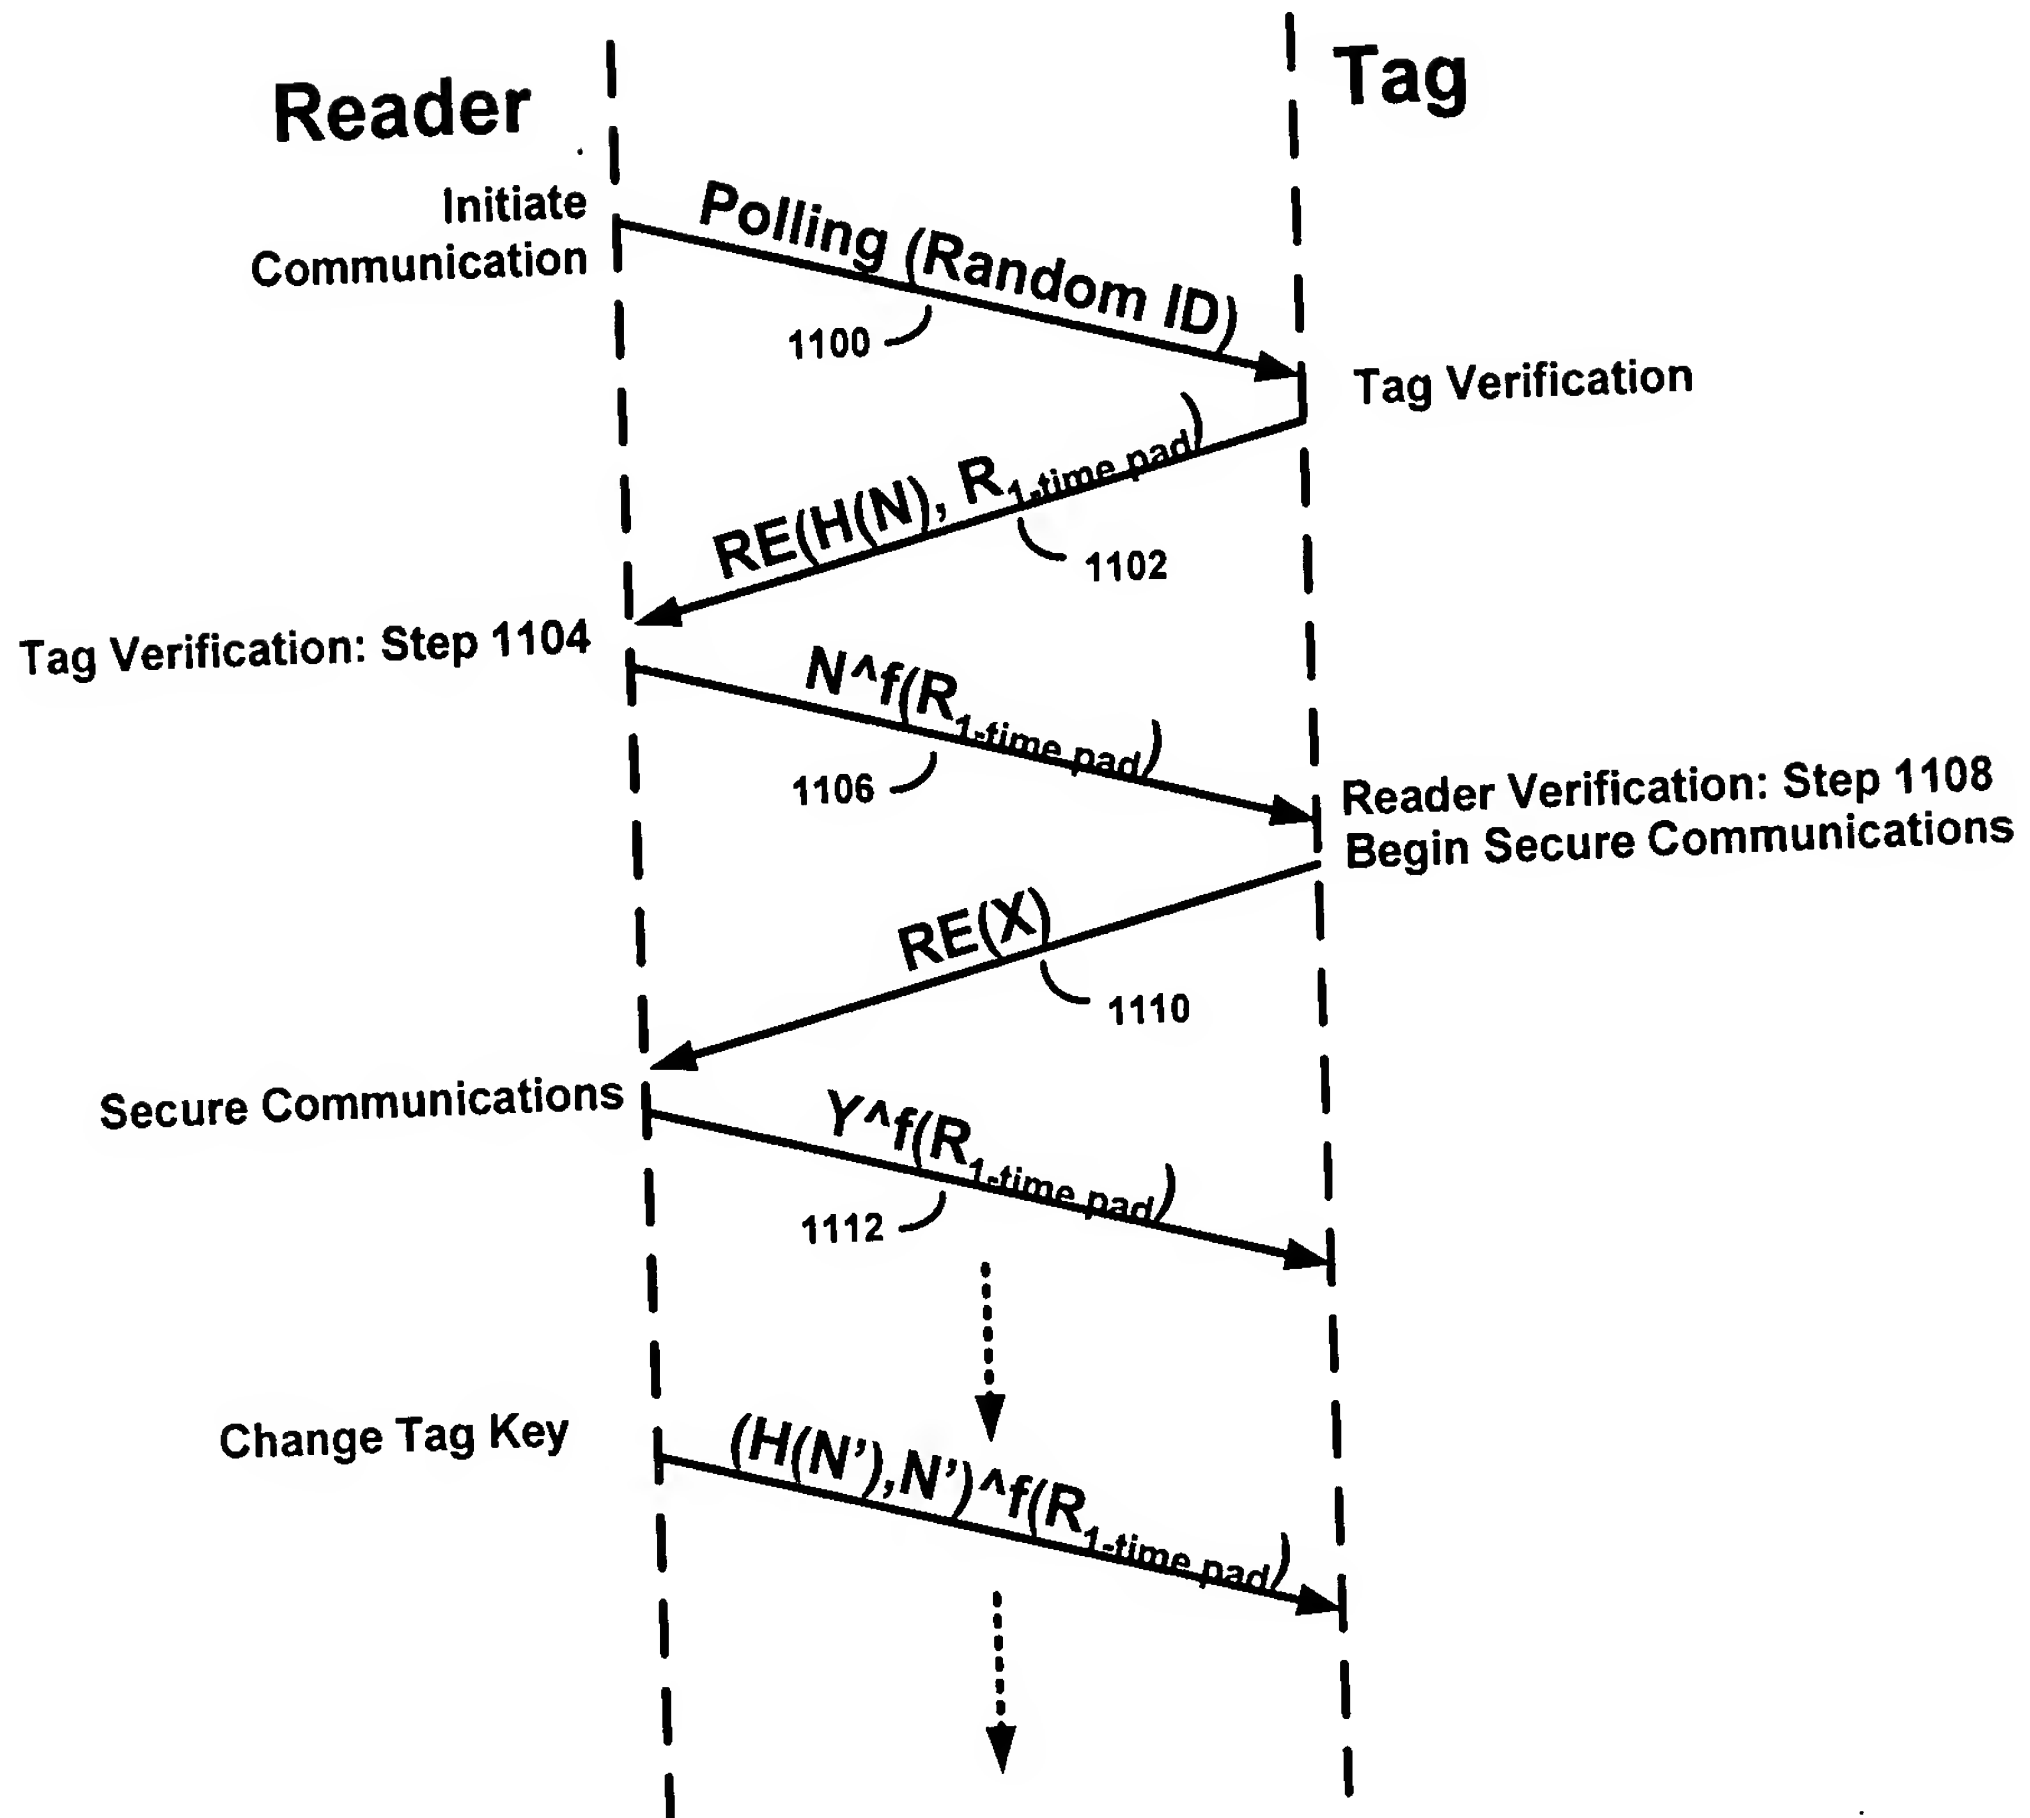 Reader
Tag
Initiate
Communication
Polling (Random ID)
1100
Tag Verification
RE(H(N), R1-time pad)
1102
Tag Verification: Step 1104
N^f(R1-time pad)
1106
Reader Verification: Step 1108
Begin Secure Communications
RE(X)
1110
Secure Communications
Y^f(R1-time pad)
1112
Change Tag Key
(H(N’),N’)^f(R1-time pad)